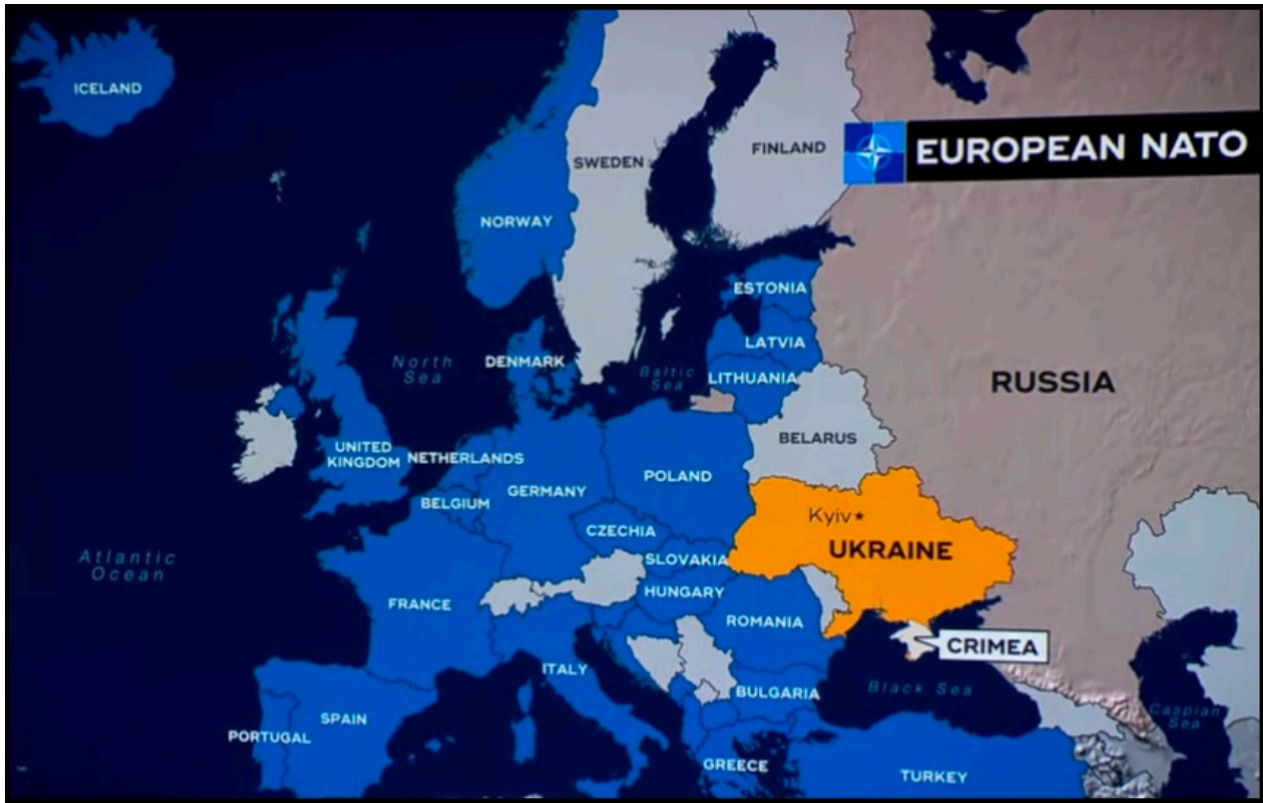 ICELAND
EUROPEAN NATO
FINLAND
SWEDEN
NORWAY
ESTONIA
LATVIA
North
Sea
DENMARK
Baltic
Sea
LITHUANIA
RUSSIA
BELARUS
UNITED
KINGDOM
NETHERLANDS
POLAND
GERMANY
BELGIUM
Kyiv
CZECHIA
UKRAINE
SLOVAKIA
Atlantic
Ocean
HUNGARY
FRANCE
ROMANIA
CRIMEA
ITALY
Black Sea
BULGARIA
Caspian
Sea
SPAIN
PORTUGAL
GREECE
TURKEY